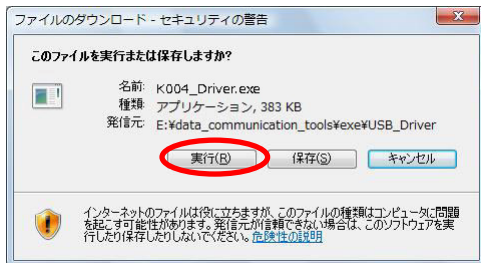 ファイルのダウンロード - セキュリティの警告
このファイルを実行または保存しますか?
名前: K004_Driver.exe
種類: アプリケーション, 383 KB
発信元: E:¥data_communication_tools¥exe¥USB_Driver
実行(R) 保存(S) キャンセル
インターネットのファイルは役に立ちますが、このファイルの種類はコンピュータに問題
を起こす可能性があります。発信元が信頼できない場合は、このソフトウェアを実
行したり保存したりしないでください。危険性の説明